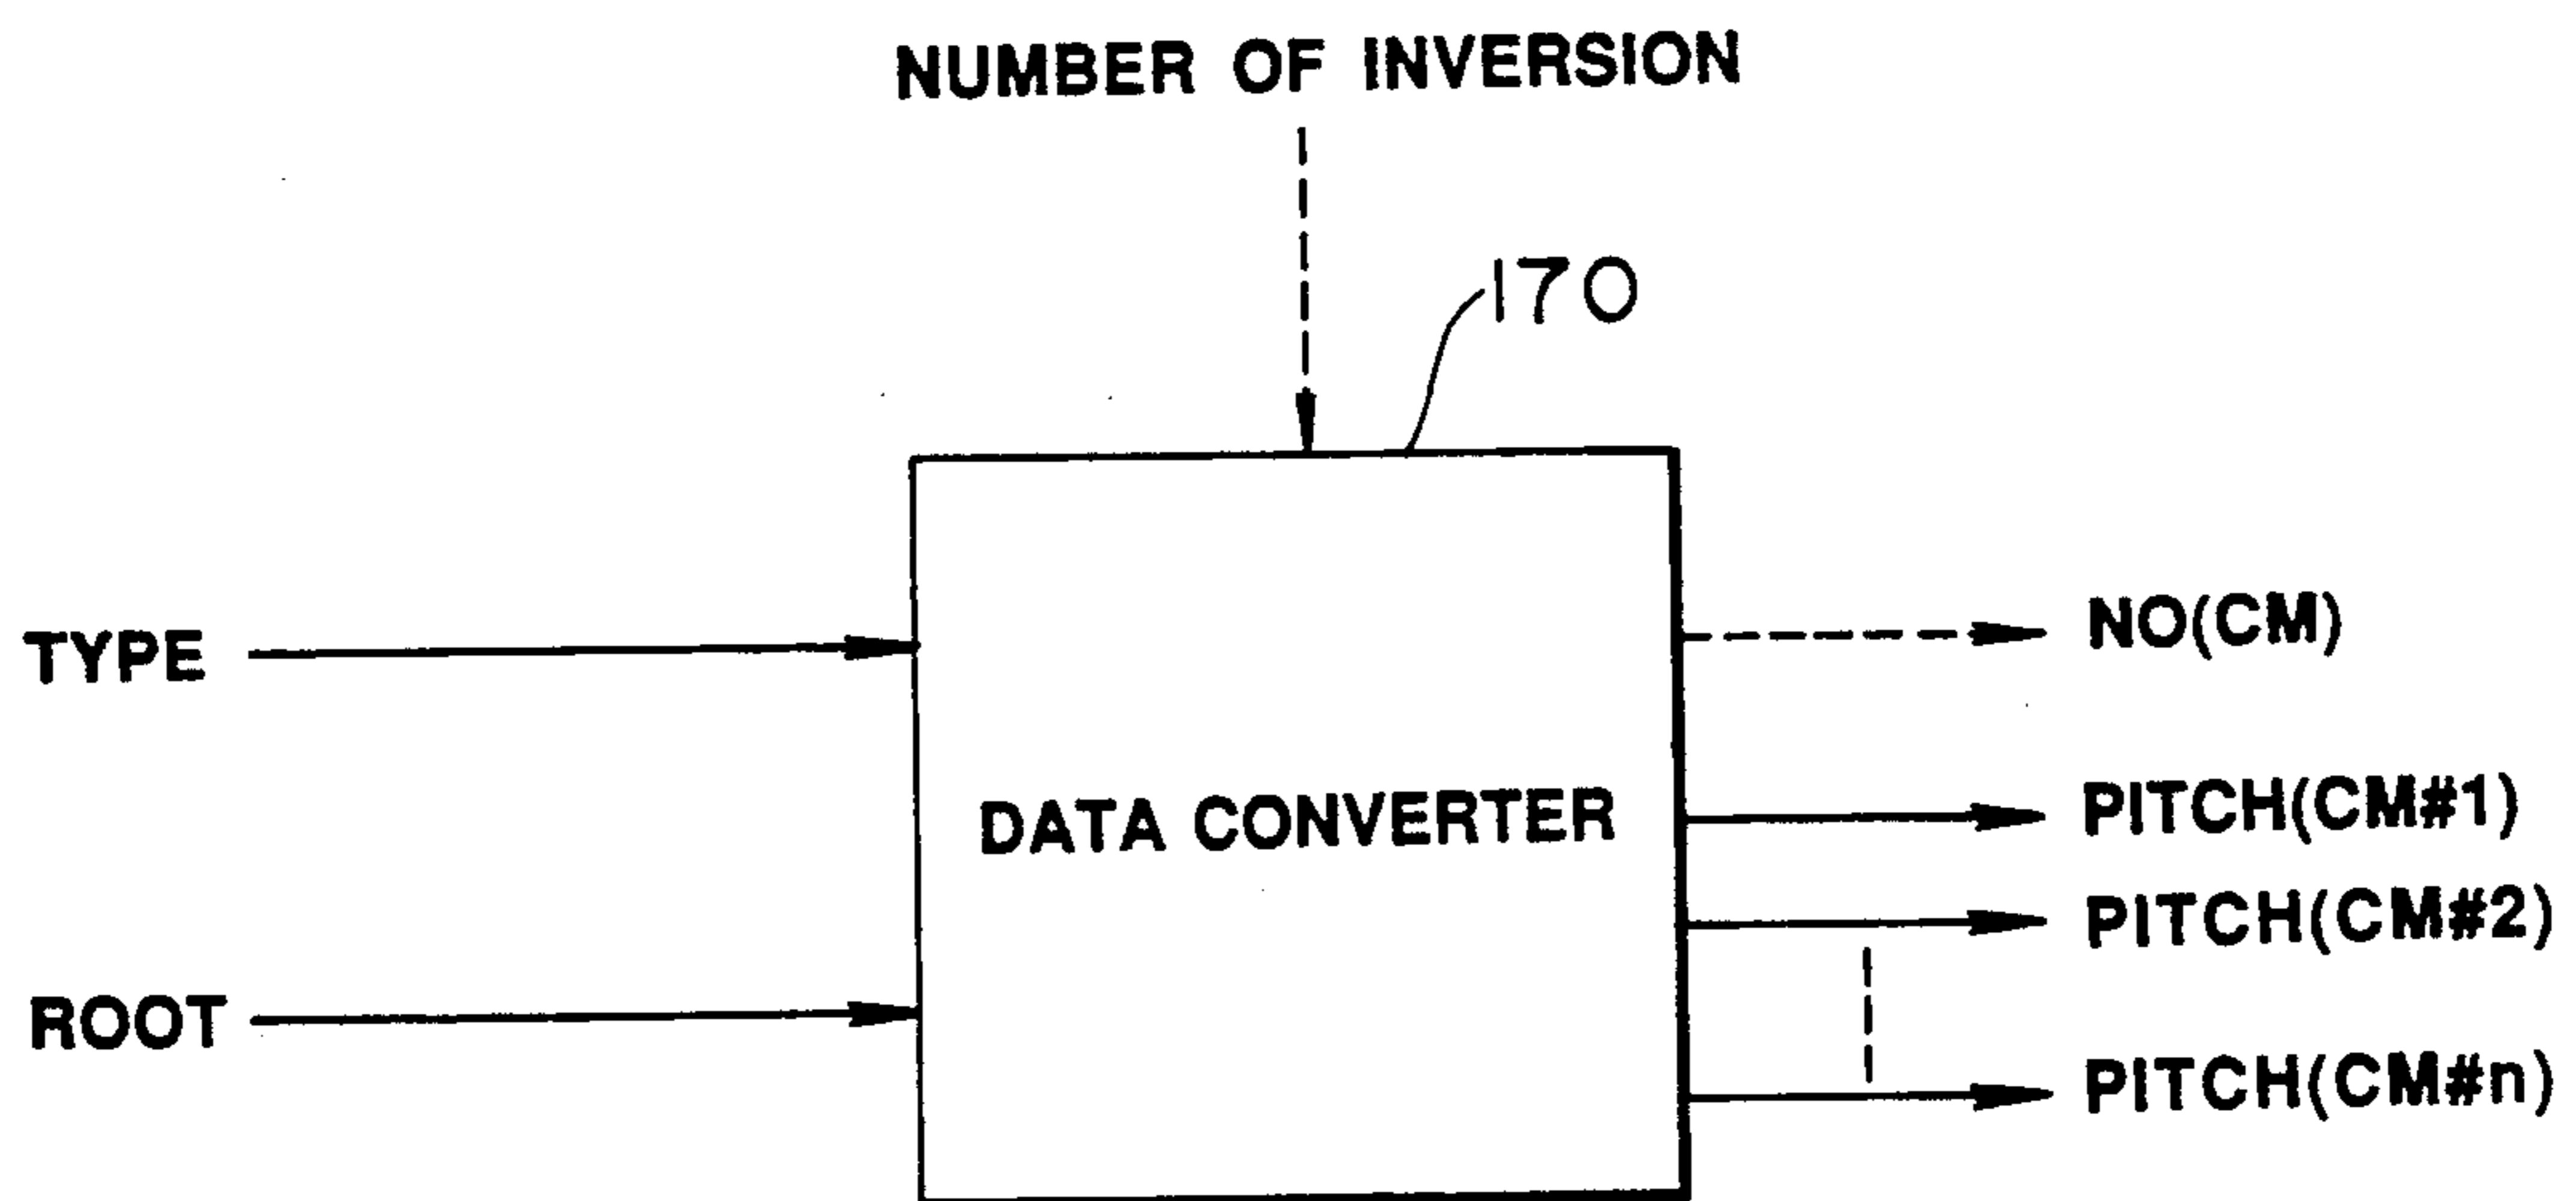 NUMBER OF INVERSION
170
TYPE
NO(CM)
DATA CONVERTER
PITCH(CM#1)
PITCH(CM#2)
ROOT
PITCH(CM#n)